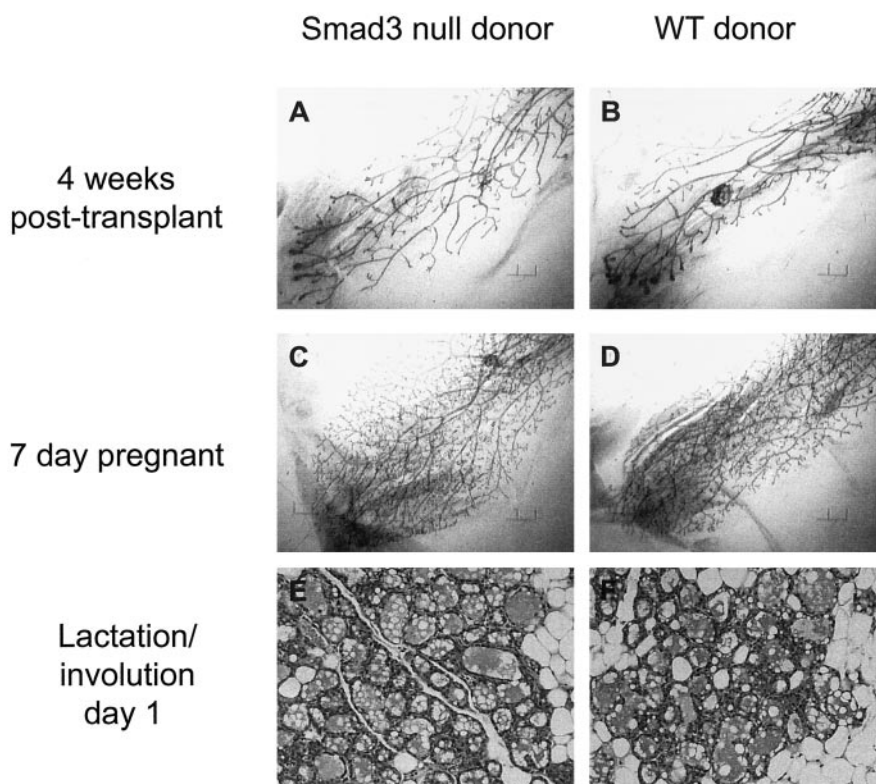 Smad3 null donor
WT donor
A
B
4 weeks
post-transplant
C
D
7 day pregnant
E
F
Lactation/
involution
day 1